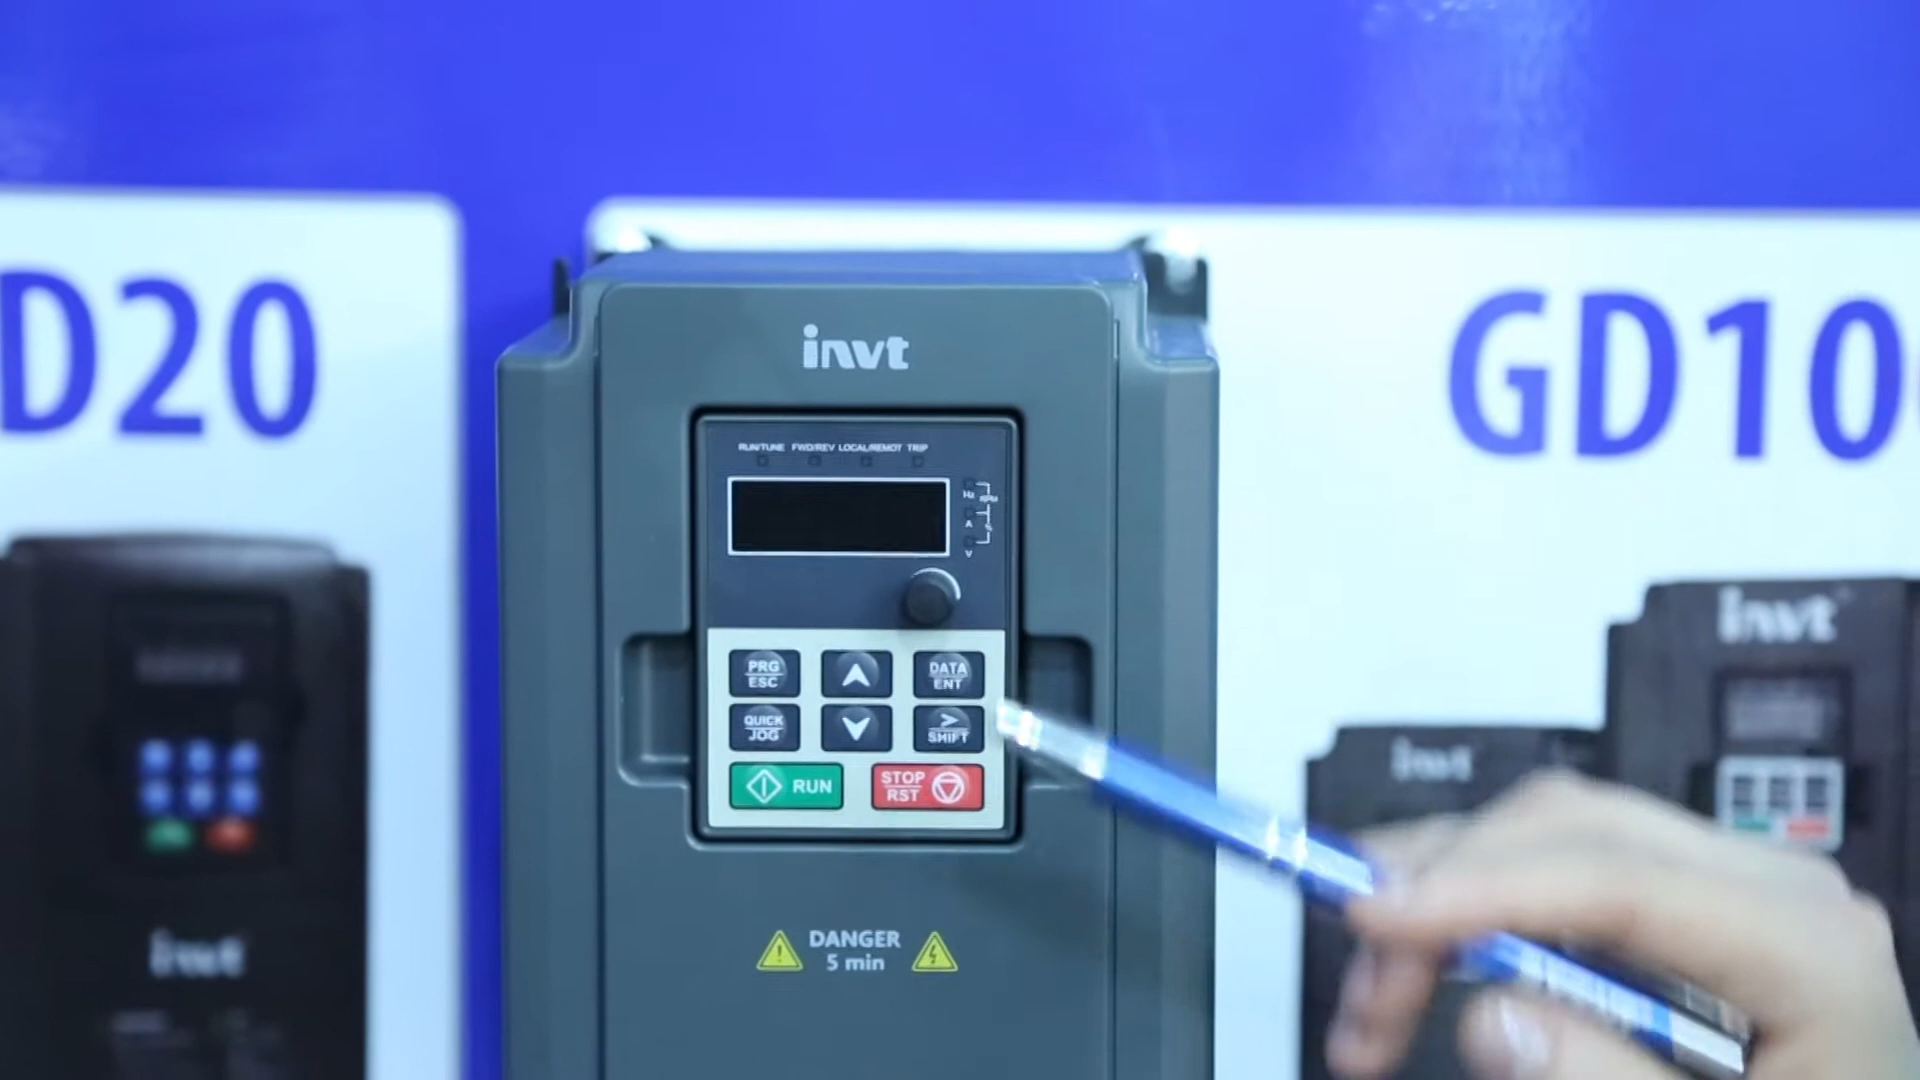 D20
GD10
invt
RUN/TUNE FWD/REV LOCAL/REMOT TRIP
Hz
RPM
A
%
V
PRG
ESC
DATA
ENT
QUICK
JOG
>
SHIFT
RUN
STOP
RST
DANGER
5 min
invt
invt
invt